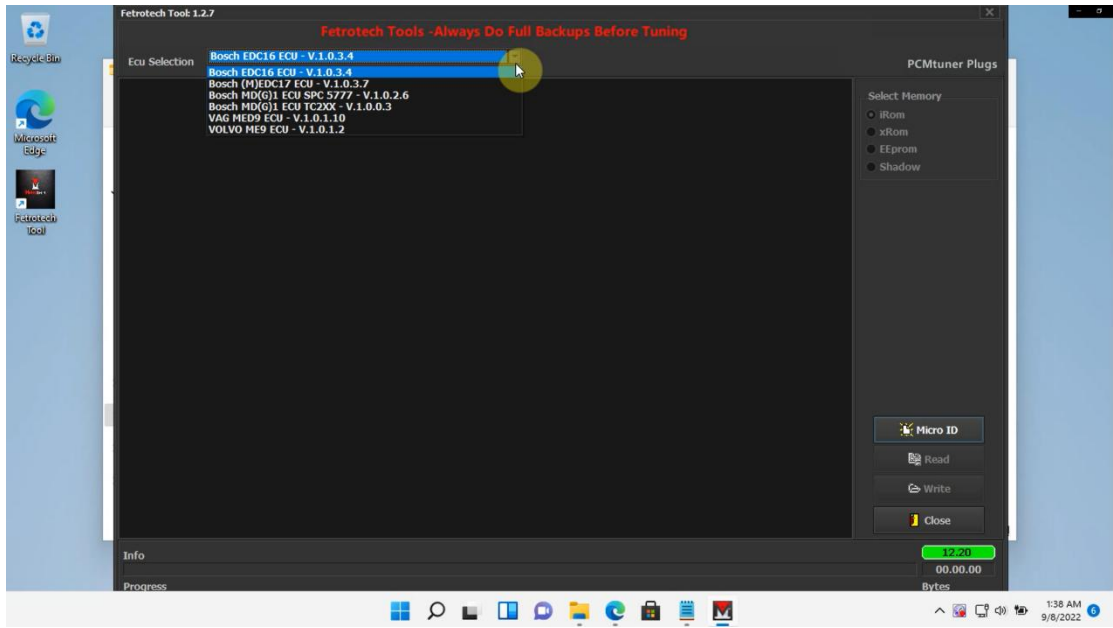 Fetrotech Tool: 1.2.7
Fetrotech Tools -Always Do Full Backups Before Tuning
Recycle Bin
Ecu Selection
Bosch EDC16 ECU - V.1.0.3.4
PCMtuner Plugs
Bosch EDC16 ECU - V.1.0.3.4
Bosch (M)EDC17 ECU - V.1.0.3.7
Bosch MD(G)1 ECU SPC 5777 - V.1.0.2.6
Bosch MD(G)1 ECU TC2XX - V.1.0.0.3
VAG MED9 ECU - V.1.0.1.10
VOLVO ME9 ECU - V.1.0.1.2
Select Memory
iRom
xRom
EEprom
Shadow
Microsoft
Edge
Fetrotech
Tool
Micro ID
Read
Write
Close
Info
12.20
00.00.00
Progress
Bytes
1:38 AM
9/8/2022
6